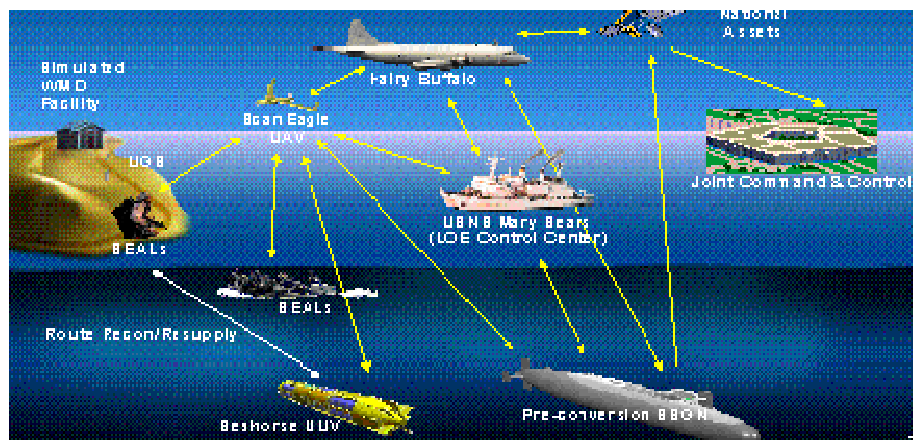 National
Assets
Simulated
WMD
Facility
Fairy Buffalo
Scan Eagle
UAV
UGS
Joint Command & Control
USNS Mary Sears
(LOE Control Center)
SEALs
SEALs
Route Recon/Resupply
Seahorse UUV
Pre-conversion SSGN